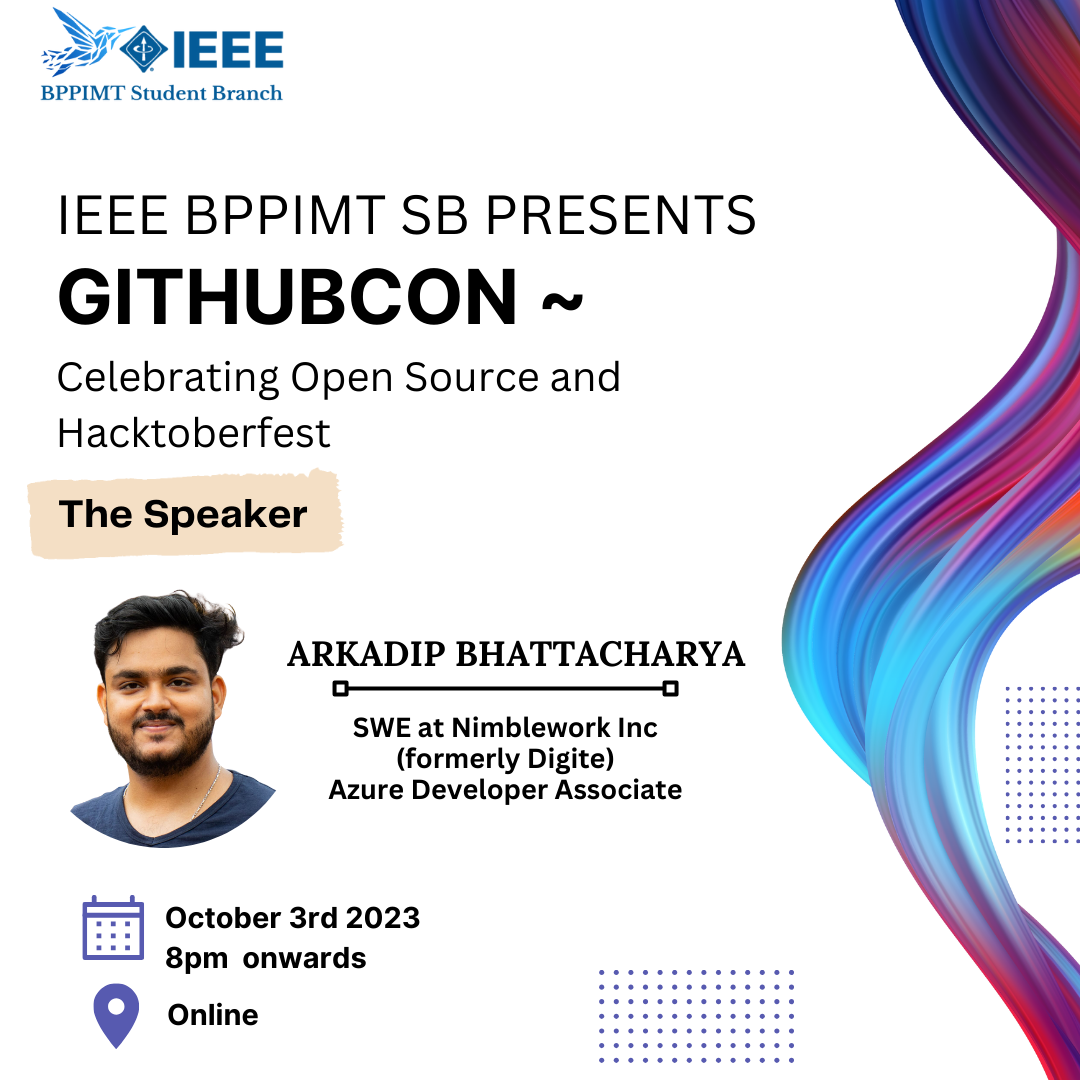 IEEE
BPPIMT Student Branch
IEEE BPPIMT SB PRESENTS
GITHUBCON ~
Celebrating Open Source and
Hacktoberfest
The Speaker
ARKADIP BHATTACHARYA
SWE at Nimblework Inc
(formerly Digite)
Azure Developer Associate
October 3rd 2023
8pm onwards
Online